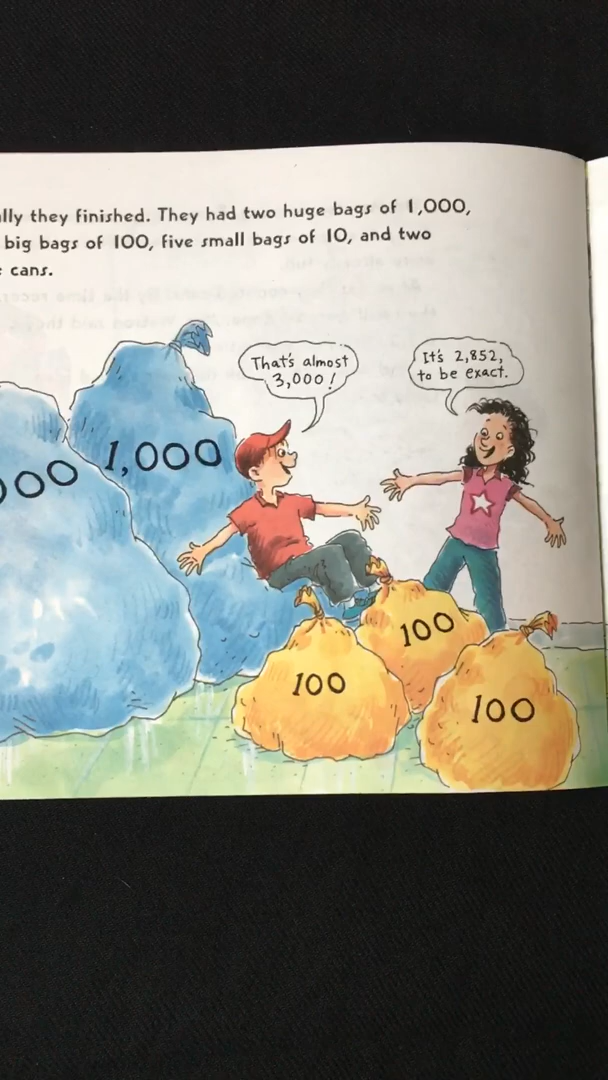 lly they finished. They had two huge bags of 1,000,
big bags of 100, five small bags of 10, and two
cans.
That's almost
3,000!
It's 2,852,
to be exact.
000
1,000
100
100
100